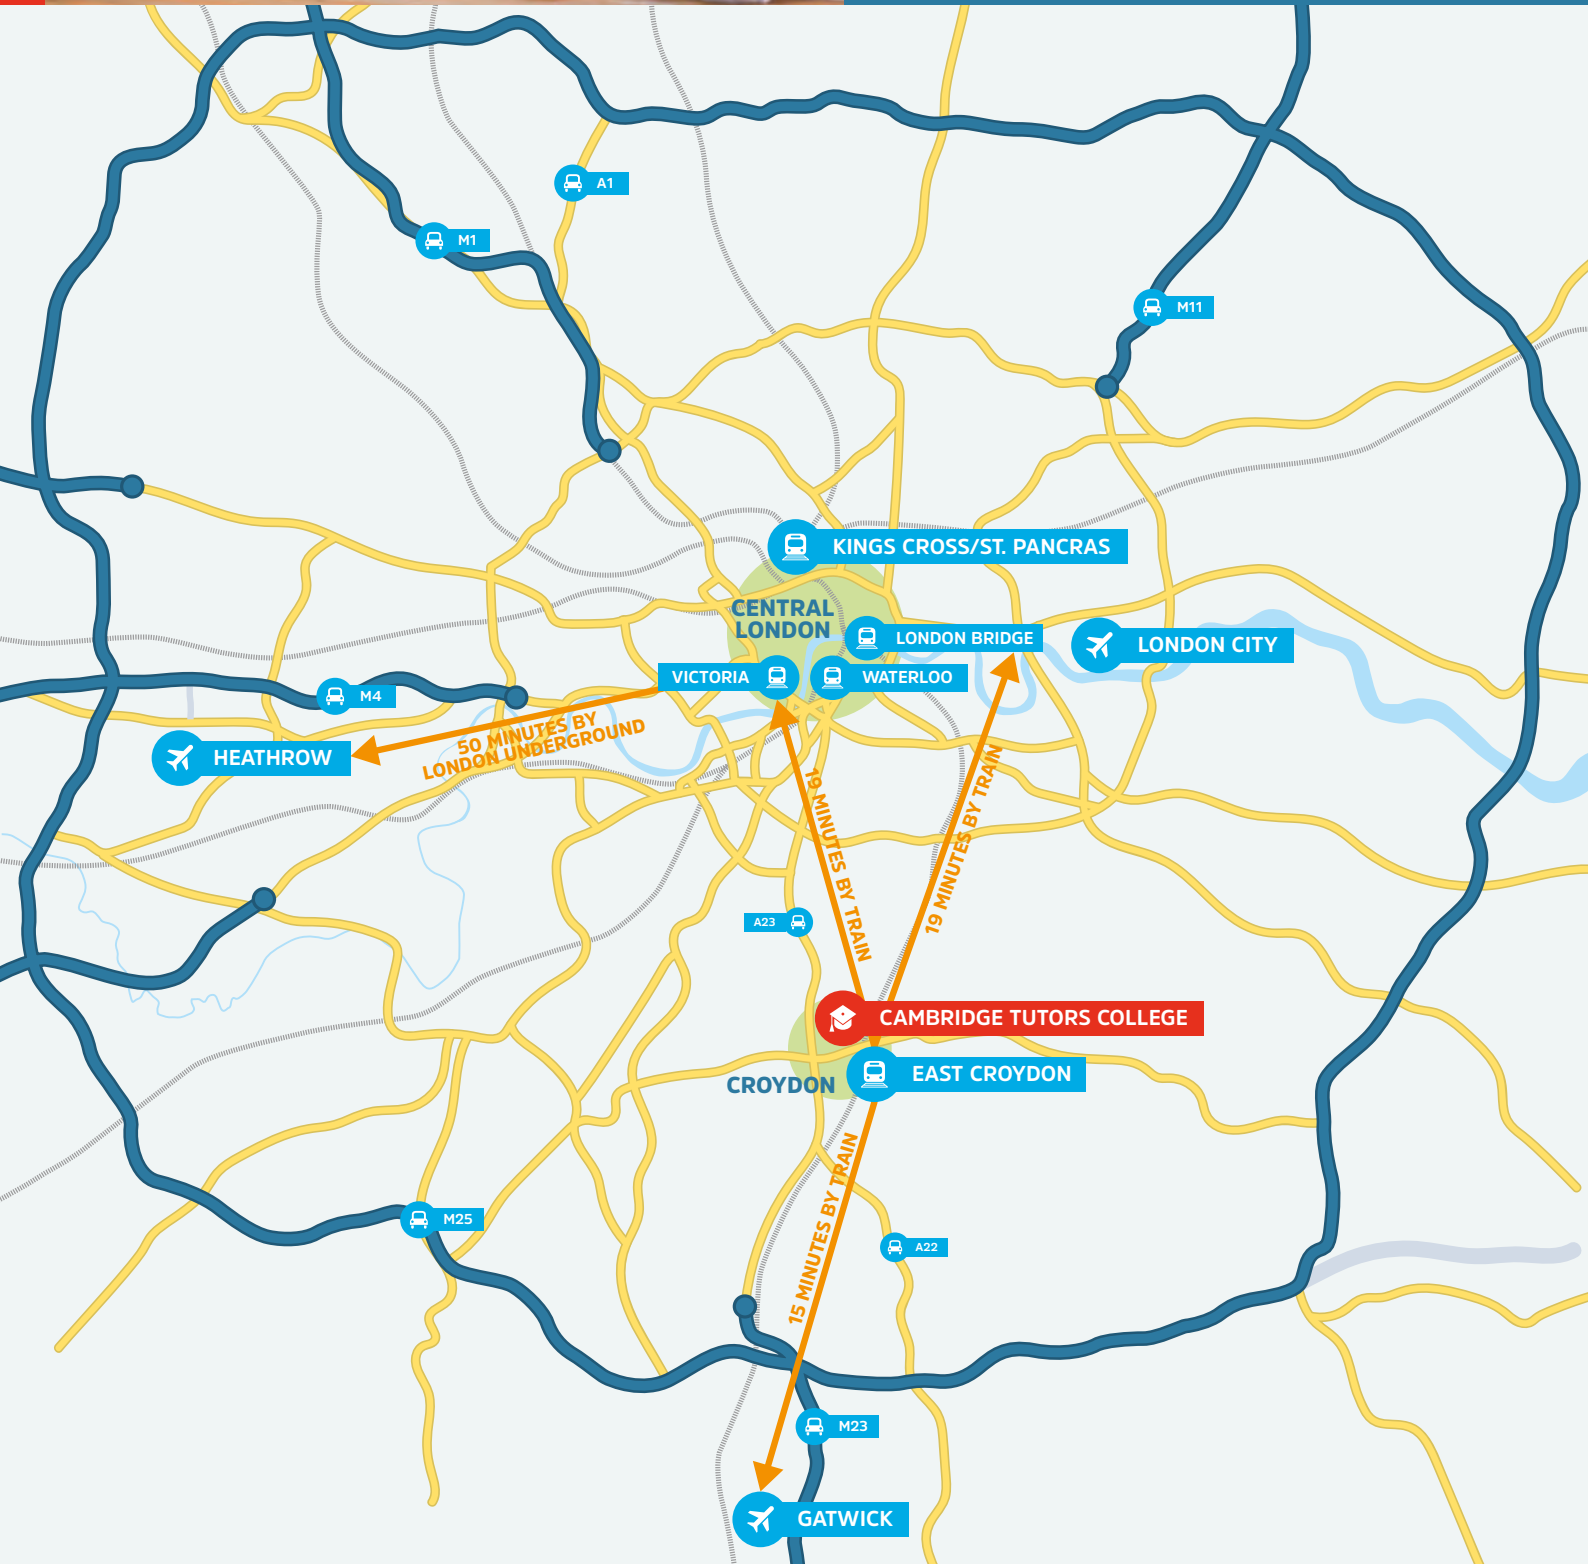 A1
M1
M11
KINGS CROSS/ST. PANCRAS
CENTRAL
LONDON
LONDON BRIDGE
LONDON CITY
VICTORIA
WATERLOO
M4
50 MINUTES BY
LONDON UNDERGROUND
HEATHROW
19 MINUTES BY TRAIN
19 MINUTES BY TRAIN
A23
CAMBRIDGE TUTORS COLLEGE
EAST CROYDON
CROYDON
15 MINUTES BY TRAIN
M25
A22
M23
GATWICK